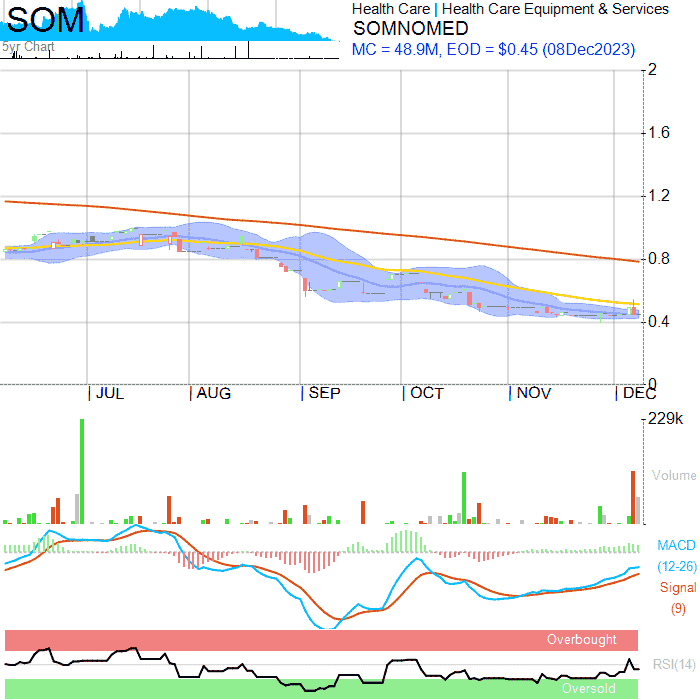 SOM
5yr Chart
Health Care | Health Care Equipment & Services
SOMNOMED
MC = 48.9M, EOD = $0.45 (08Dec2023)
2
1.6
1.2
0.8
0.4
0
| JUL | AUG | SEP | OCT | NOV | DEC
229k
Volume
MACD
(12-26)
Signal
(9)
Overbought
RSI(14)
Oversold